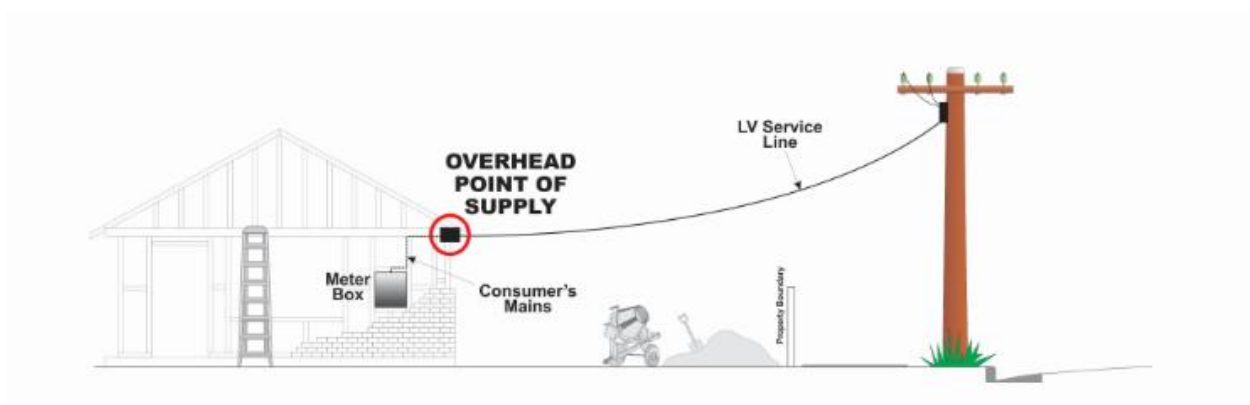 LV Service
Line
OVERHEAD
POINT OF
SUPPLY
Meter
Box
Consumer's
Mains
Property Boundary